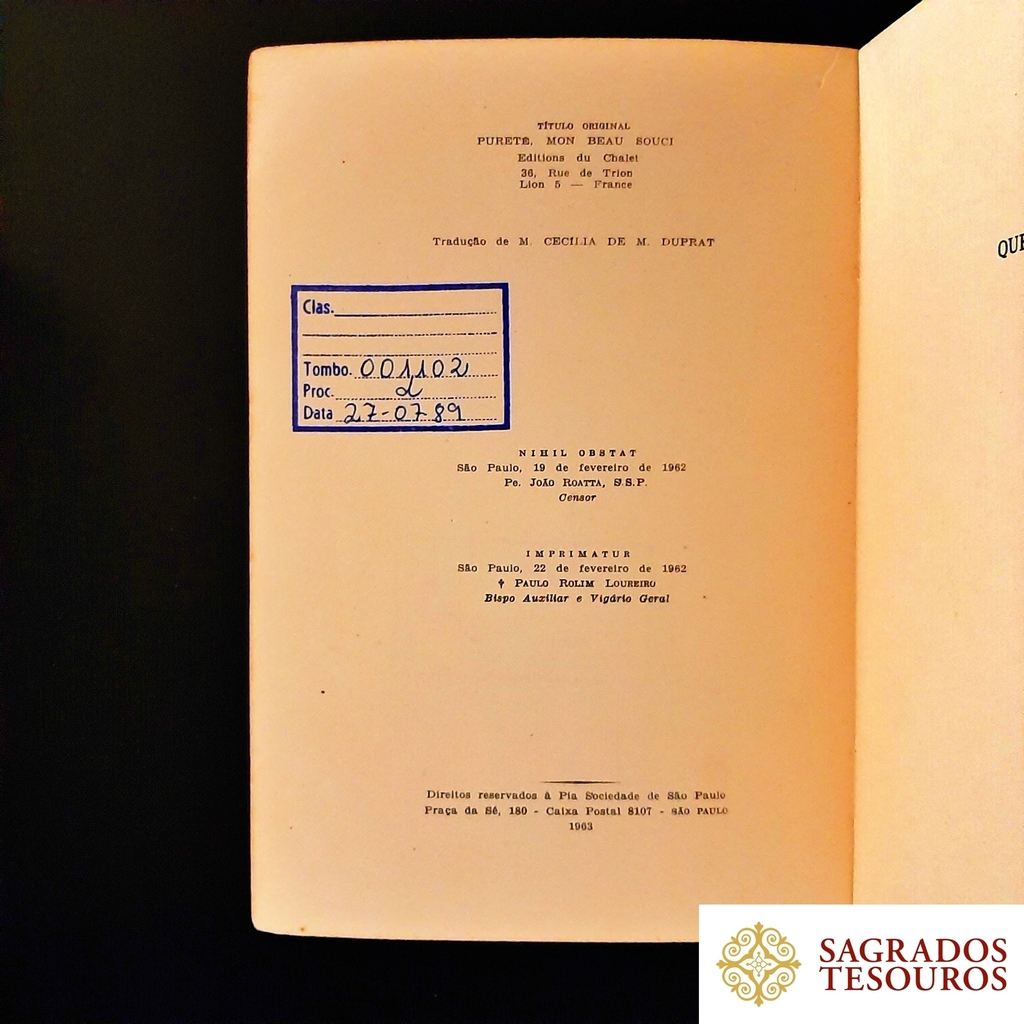 TÍTULO ORIGINAL
PURETÉ, MON BEAU SOUCI
Editions du Chalet
36, Rue de Trion
Lion 5 — France
Tradução de M. CECÍLIA DE M. DUPRAT
Clas.
Tombo. 001102
Proc.
Data 27-07 89
NIHIL OBSTAT
São Paulo, 19 de fevereiro de 1962
Pe. JOÃO ROATTA, S.S.P.
Censor
IMPRIMATUR
São Paulo, 22 de fevereiro de 1962
† PAULO ROLIM LOUREIRO
Bispo Auxiliar e Vigário Geral
Direitos reservados à Pia Sociedade de São Paulo
Praça da Sé, 180 - Caixa Postal 8107 - SÃO PAULO
1963
SAGRADOS
TESOUROS